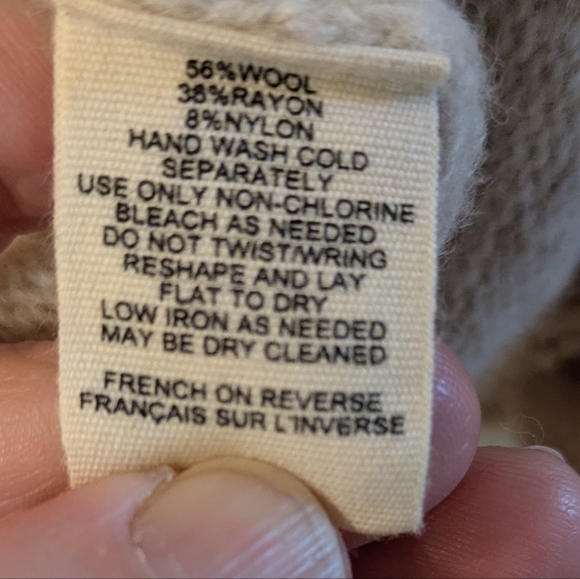 56%WOOL
36%RAYON
8%NYLON
HAND WASH COLD
SEPARATELY
USE ONLY NON-CHLORINE
BLEACH AS NEEDED
DO NOT TWIST/WRING
RESHAPE AND LAY
FLAT TO DRY
LOW IRON AS NEEDED
MAY BE DRY CLEANED
FRENCH ON REVERSE
FRANÇAIS SUR L'INVERSE